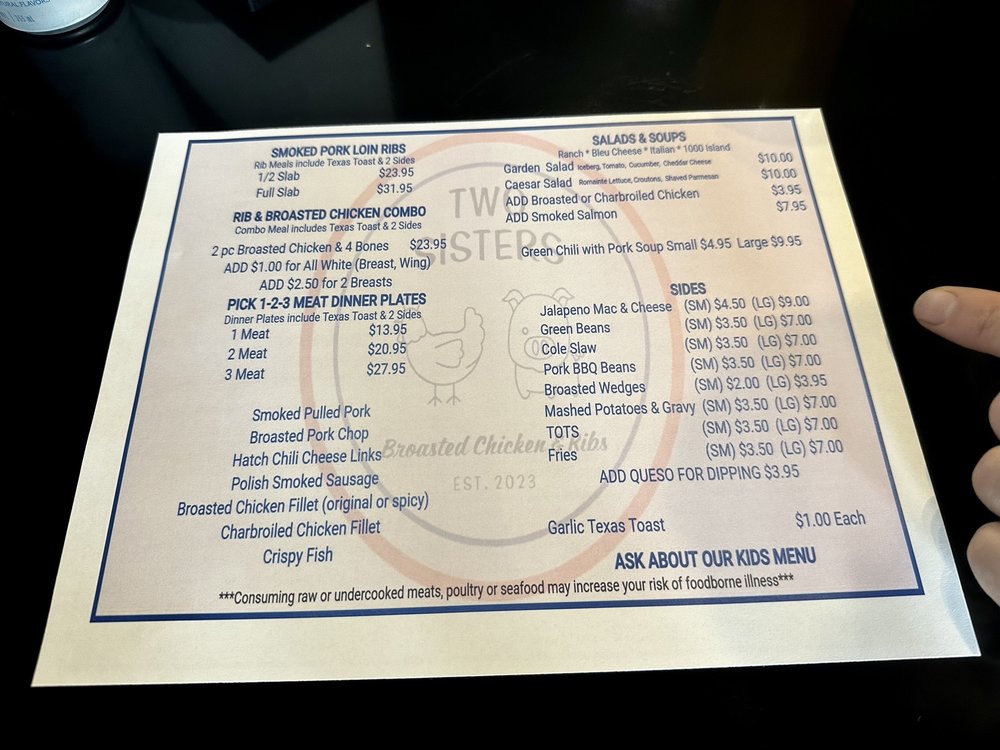 NATURAL FLAVORS
355 mL
SMOKED PORK LOIN RIBS
Rib Meals include Texas Toast & 2 Sides
1/2 Slab $23.95
Full Slab $31.95
RIB & BROASTED CHICKEN COMBO
Combo Meal includes Texas Toast & 2 Sides
2 pc Broasted Chicken & 4 Bones $23.95
ADD $1.00 for All White (Breast, Wing)
ADD $2.50 for 2 Breasts
PICK 1-2-3 MEAT DINNER PLATES
Dinner Plates include Texas Toast & 2 Sides
1 Meat $13.95
2 Meat $20.95
3 Meat $27.95
Smoked Pulled Pork
Broasted Pork Chop
Hatch Chili Cheese Links
Polish Smoked Sausage
Broasted Chicken Fillet (original or spicy)
Charbroiled Chicken Fillet
Crispy Fish
TWO
SISTERS
Broasted Chicken & Ribs
EST. 2023
SALADS & SOUPS
Ranch * Bleu Cheese * Italian * 1000 Island
Garden Salad Iceberg, Tomato, Cucumber, Cheddar Cheese $10.00
Caesar Salad Romainte Lettuce, Croutons, Shaved Parmesan $10.00
ADD Broasted or Charbroiled Chicken $3.95
ADD Smoked Salmon $7.95
Green Chili with Pork Soup Small $4.95 Large $9.95
SIDES
Jalapeno Mac & Cheese (SM) $4.50 (LG) $9.00
Green Beans (SM) $3.50 (LG) $7.00
Cole Slaw (SM) $3.50 (LG) $7.00
Pork BBQ Beans (SM) $3.50 (LG) $7.00
Broasted Wedges (SM) $2.00 (LG) $3.95
Mashed Potatoes & Gravy (SM) $3.50 (LG) $7.00
TOTS (SM) $3.50 (LG) $7.00
Fries (SM) $3.50 (LG) $7.00
ADD QUESO FOR DIPPING $3.95
Garlic Texas Toast $1.00 Each
ASK ABOUT OUR KIDS MENU
***Consuming raw or undercooked meats, poultry or seafood may increase your risk of foodborne illness***